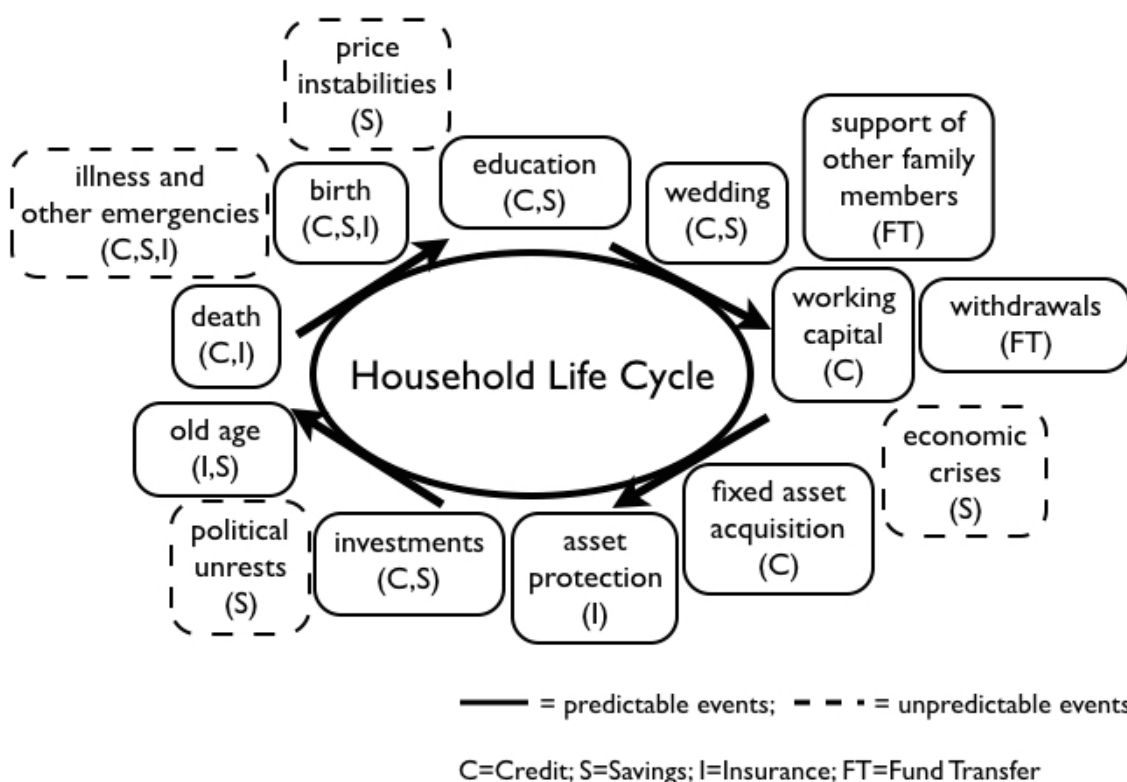 price
instabilities
(S)
illness and
other emergencies
(C,S,I)
birth
(C,S,I)
education
(C,S)
wedding
(C,S)
support of
other family
members
(FT)
death
(C,I)
Household Life Cycle
working
capital
(C)
withdrawals
(FT)
old age
(I,S)
economic
crises
(S)
political
unrests
(S)
investments
(C,S)
asset
protection
(I)
fixed asset
acquisition
(C)
= predictable events; = unpredictable events
C=Credit; S=Savings; I=Insurance; FT=Fund Transfer